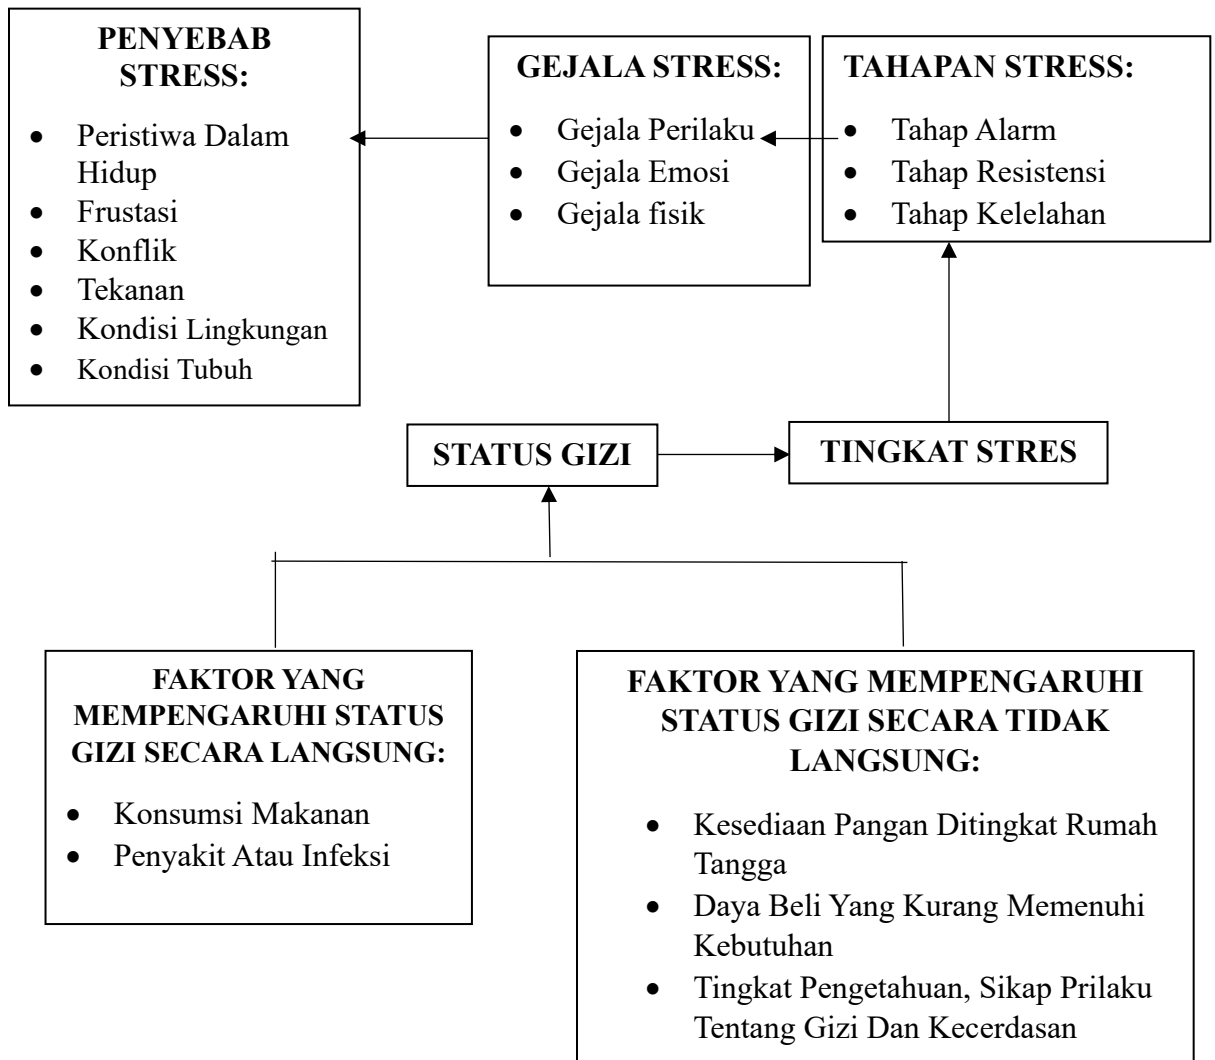 PENYEBAB
STRESS:
• Peristiwa Dalam
Hidup
• Frustasi
• Konflik
• Tekanan
• Kondisi Lingkungan
• Kondisi Tubuh
GEJALA STRESS:
• Gejala Perilaku
• Gejala Emosi
• Gejala fisik
TAHAPAN STRESS:
• Tahap Alarm
• Tahap Resistensi
• Tahap Kelelahan
STATUS GIZI
TINGKAT STRES
FAKTOR YANG
MEMPENGARUHI STATUS
GIZI SECARA LANGSUNG:
• Konsumsi Makanan
• Penyakit Atau Infeksi
FAKTOR YANG MEMPENGARUHI
STATUS GIZI SECARA TIDAK
LANGSUNG:
• Kesediaan Pangan Ditingkat Rumah
Tangga
• Daya Beli Yang Kurang Memenuhi
Kebutuhan
• Tingkat Pengetahuan, Sikap Prilaku
Tentang Gizi Dan Kecerdasan